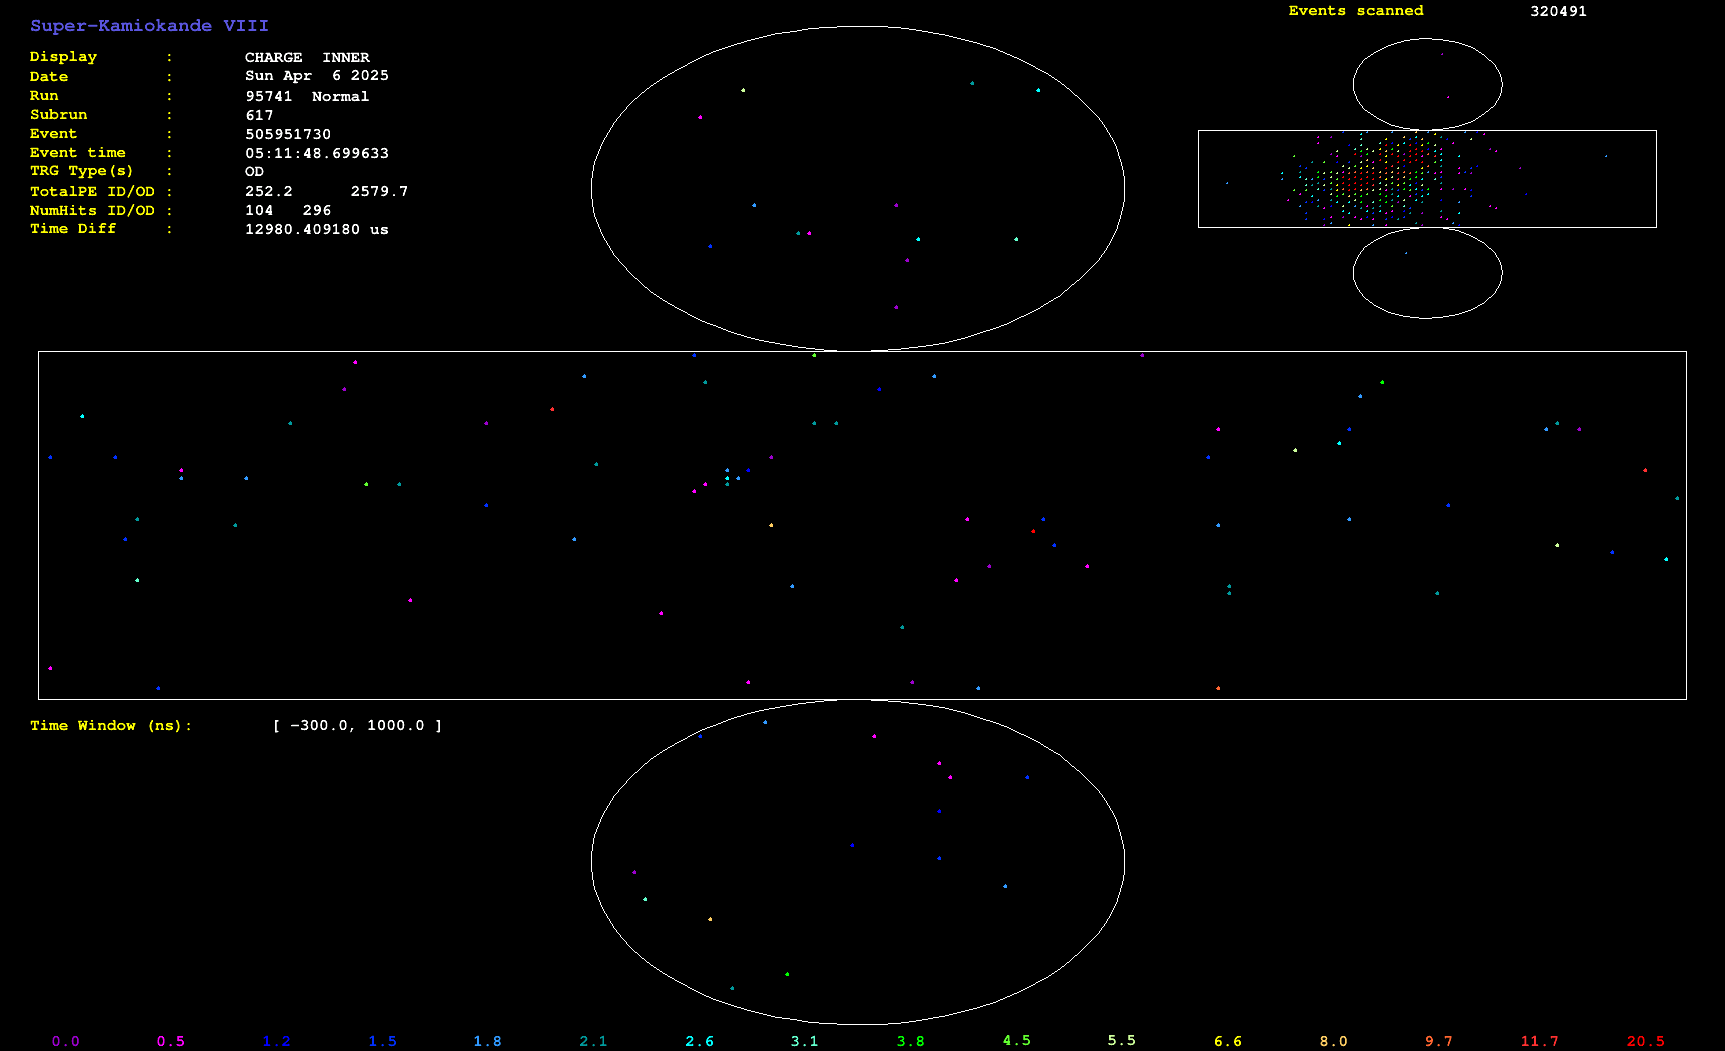 Super-Kamiokande VIII
Events scanned 320491
Display : CHARGE INNER
Date : Sun Apr 6 2025
Run : 95741 Normal
Subrun : 617
Event : 505951730
Event time : 05:11:48.699633
TRG Type(s) : OD
TotalPE ID/OD : 252.2 2579.7
NumHits ID/OD : 104 296
Time Diff : 12980.409180 us
Time Window (ns): [ -300.0, 1000.0 ]
0.0 0.5 1.2 1.5 1.8 2.1 2.6 3.1 3.8 4.5 5.5 6.6 8.0 9.7 11.7 20.5